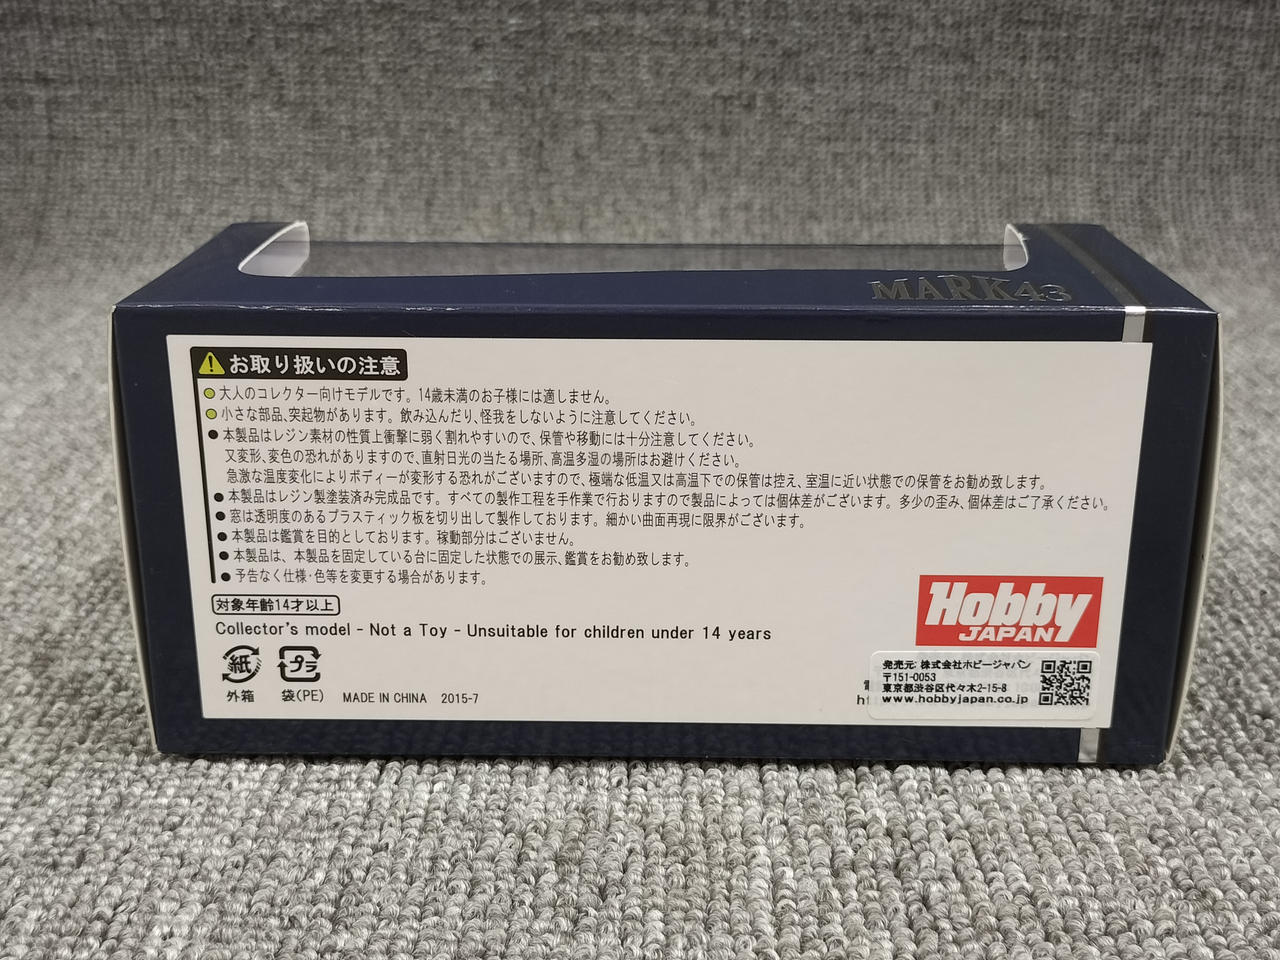 MARK43
お取り扱いの注意
大人のコレクター向けモデルです。14歳未満のお子様には適しません。
小さな部品、突起物があります。飲み込んだり、怪我をしないように注意してください。
本製品はレジン素材の性質上衝撃に弱く割れやすいので、保管や移動には十分注意してください。
又変形、変色の恐れがありますので、直射日光の当たる場所、高温多湿の場所はお避けください。
急激な温度変化によりボディーが変形する恐れがございますので、極端な低温又は高温下での保管は控え、室温に近い状態での保管をお勧め致します。
本製品はレジン製塗装済み完成品です。すべての製作工程を手作業で行おりますので製品によっては個体差がございます。多少の歪み、個体差はご了承ください。
窓は透明度のあるプラスティック板を切り出して製作しております。細かい曲面再現に限界がございます。
本製品は鑑賞を目的としております。稼動部分はございません。
本製品は、本製品を固定している台に固定した状態での展示、鑑賞をお勧め致します。
予告なく仕様・色等を変更する場合があります。
対象年齢14才以上
Collector's model - Not a Toy - Unsuitable for children under 14 years
紙
プラ
外箱
袋(PE)
MADE IN CHINA 2015-7
Hobby
JAPAN
発売元: 株式会社ホビージャパン
〒151-0053
東京都渋谷区代々木2-15-8
www.hobbyjapan.co.jp